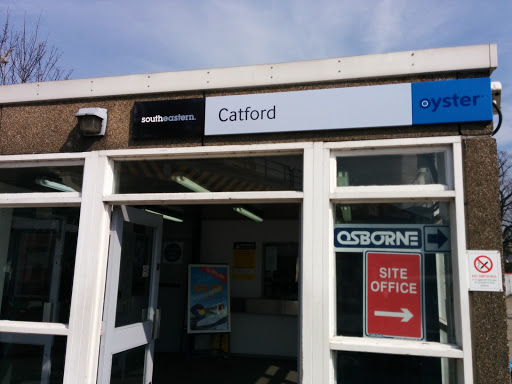 southeastern.
Catford
oyster
OSBORNE
SITE
OFFICE